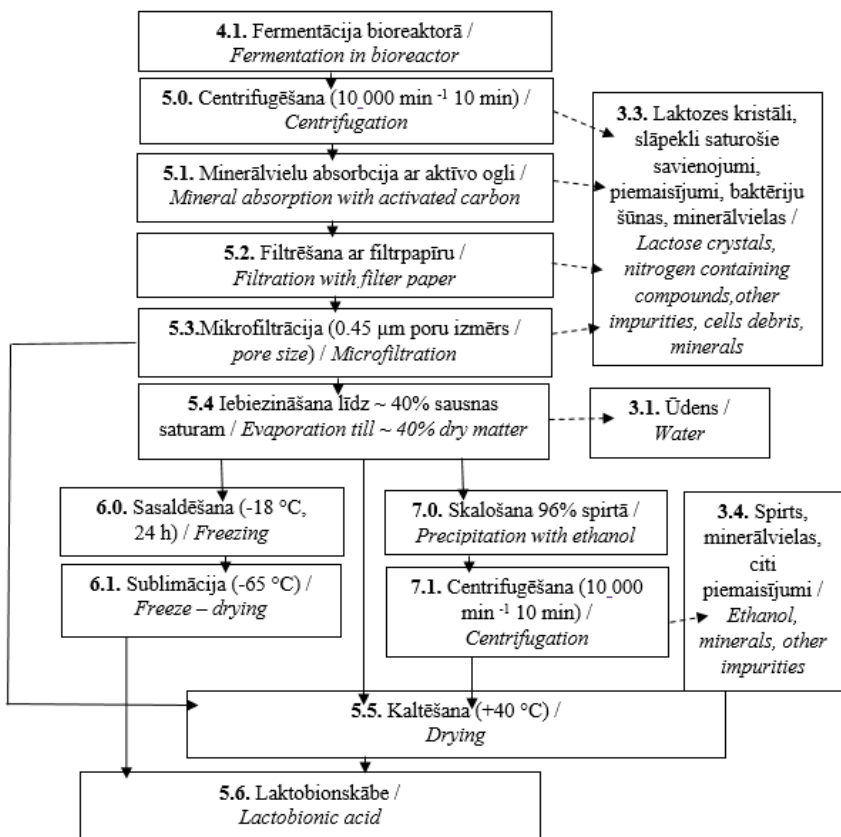 4.1. Fermentācija bioreaktorā /
Fermentation in bioreactor
5.0. Centrifugēšana (10 000 min -1 10 min) /
Centrifugation
3.3. Laktozes kristāli,
slāpekli saturošie
savienojumi,
piemaisījumi, baktēriju
šūnas, minerālvielas /
Lactose crystals,
nitrogen containing
compounds,other
impurities, cells debris,
minerals
5.1. Minerālvielu absorbcija ar aktīvo ogli /
Mineral absorption with activated carbon
5.2. Filtrēšana ar filtrpapīru /
Filtration with filter paper
5.3.Mikrofiltrācija (0.45 μm poru izmērs /
pore size) / Microfiltration
5.4 Iebiezināšana līdz ~ 40% sausnas
saturam / Evaporation till ~ 40% dry matter
3.1. Ūdens /
Water
6.0. Sasaldēšana (-18 °C,
24 h) / Freezing
7.0. Skalošana 96% spirtā /
Precipitation with ethanol
3.4. Spirts,
minerālvielas,
citi
piemaisījumi /
Ethanol,
minerals, other
impurities
6.1. Sublimācija (-65 °C) /
Freeze – drying
7.1. Centrifugēšana (10 000
min -1 10 min) /
Centrifugation
5.5. Kaltēšana (+40 °C) /
Drying
5.6. Laktobionskābe /
Lactobionic acid